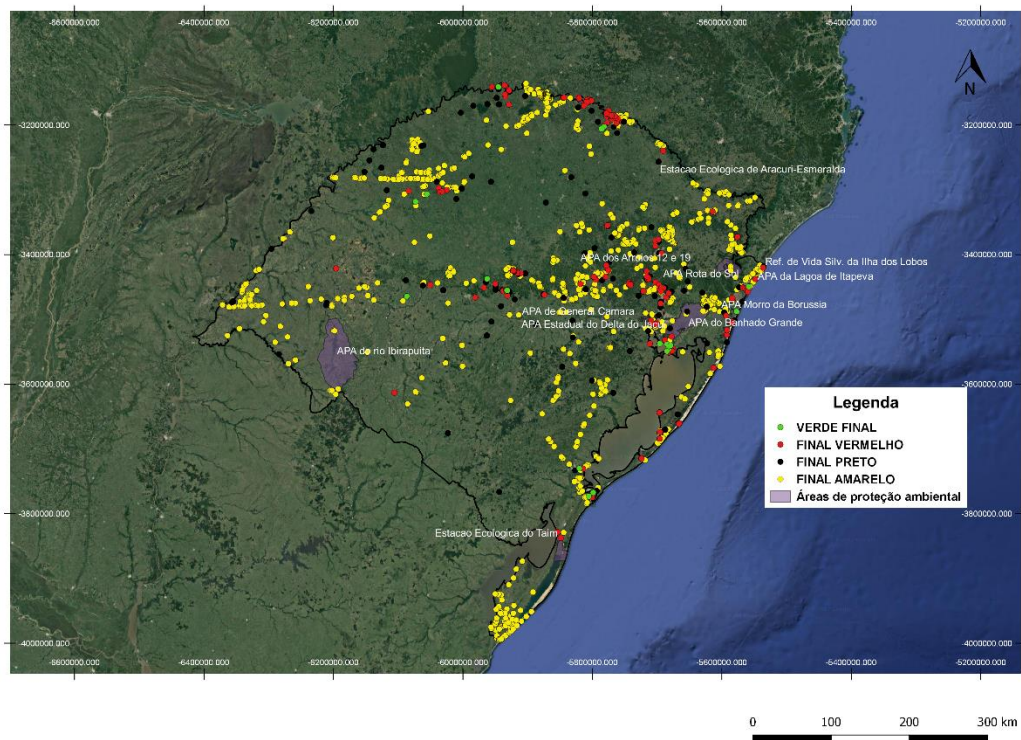 -6600000.000 -6400000.000 -6200000.000 -6000000.000 -5800000.000 -5600000.000 -5400000.000 -5200000.000
N
-3200000.000 -3200000.000
Estacao Ecologica de Aracuri-Esmeralda
-3400000.000 -3400000.000
APA dos Arroios 12 e 19
Ref. de Vida Silv. da Ilha dos Lobos
APA Rota do Sol
APA da Lagoa de Itapeva
APA de General Camara
APA Morro da Borussia
APA Estadual do Delta do Jacui
APA do Banhado Grande
APA do rio Ibirapuita
-3600000.000 -3600000.000
Legenda
VERDE FINAL
FINAL VERMELHO
FINAL PRETO
FINAL AMARELO
Áreas de proteção ambiental
-3800000.000 -3800000.000
Estacao Ecologica do Taim
-4000000.000 -4000000.000
-6600000.000 -6400000.000 -6200000.000 -6000000.000 -5800000.000 -5600000.000 -5400000.000 -5200000.000
0 100 200 300 km